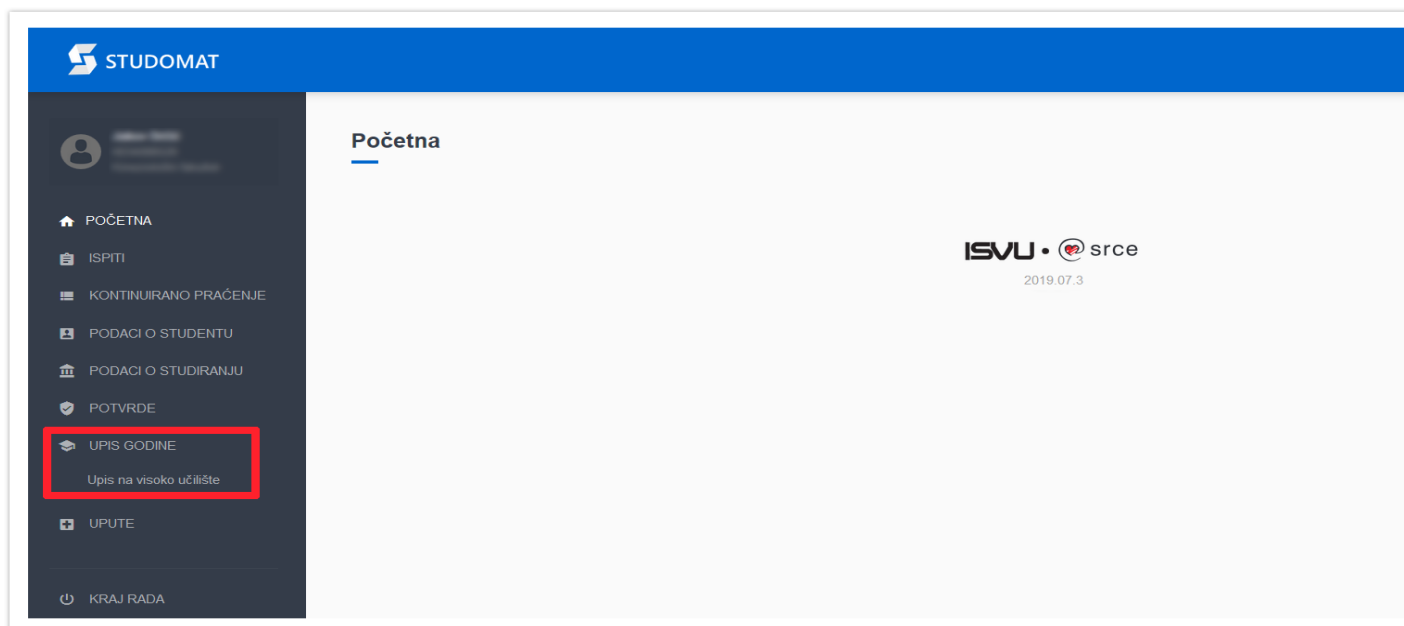 STUDOMAT
POČETNA
ISPITI
KONTINUIRANO PRAĆENJE
PODACI O STUDENTU
PODACI O STUDIRANJU
POTVRDE
UPIS GODINE
Upis na visoko učilište
UPUTE
KRAJ RADA
Početna
ISVU • @ srce
2019.07.3